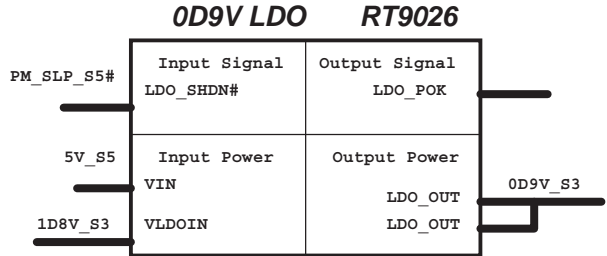 0D9V LDO RT9026
Input Signal Output Signal
PM_SLP_S5# LDO_SHDN# LDO_POK
5V_S5 Input Power Output Power
VIN
LDO_OUT 0D9V_S3
1D8V_S3 VLDOIN LDO_OUT